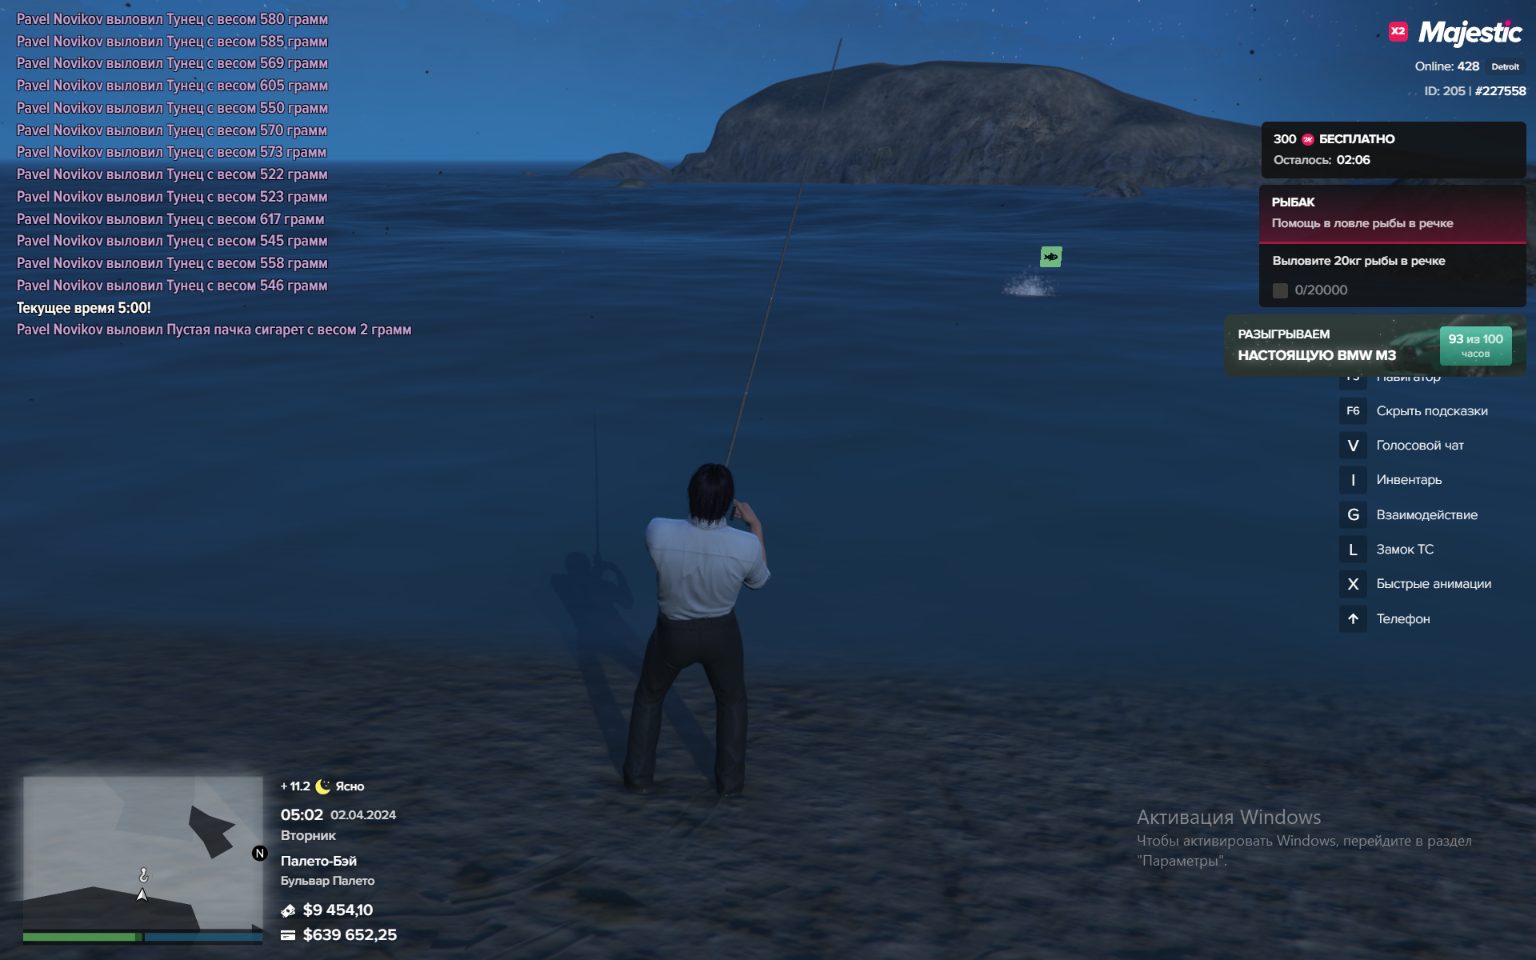 Pavel Novikov выловил Тунец с весом 580 грамм
Pavel Novikov выловил Тунец с весом 585 грамм
Pavel Novikov выловил Тунец с весом 569 грамм
Pavel Novikov выловил Тунец с весом 605 грамм
Pavel Novikov выловил Тунец с весом 550 грамм
Pavel Novikov выловил Тунец с весом 570 грамм
Pavel Novikov выловил Тунец с весом 573 грамм
Pavel Novikov выловил Тунец с весом 522 грамм
Pavel Novikov выловил Тунец с весом 523 грамм
Pavel Novikov выловил Тунец с весом 617 грамм
Pavel Novikov выловил Тунец с весом 545 грамм
Pavel Novikov выловил Тунец с весом 558 грамм
Pavel Novikov выловил Тунец с весом 546 грамм
Текущее время 5:00!
Pavel Novikov выловил Пустая пачка сигарет с весом 2 грамм
X2 Majestic
Online: 428 Detroit
ID: 205 | #227558
300 БЕСПЛАТНО
Осталось: 02:06
РЫБАК
Помощь в ловле рыбы в речке
Выловите 20кг рыбы в речке
0/20000
РАЗЫГРЫВАЕМ
НАСТОЯЩУЮ BMW M3
93 из 100
часов
Навигатор
F6 Скрыть подсказки
V Голосовой чат
I Инвентарь
G Взаимодействие
L Замок ТС
X Быстрые анимации
Телефон
N
+ 11.2 Ясно
05:02 02.04.2024
Вторник
Палето-Бэй
Бульвар Палето
$9 454,10
$639 652,25
Активация Windows
Чтобы активировать Windows, перейдите в раздел
"Параметры".